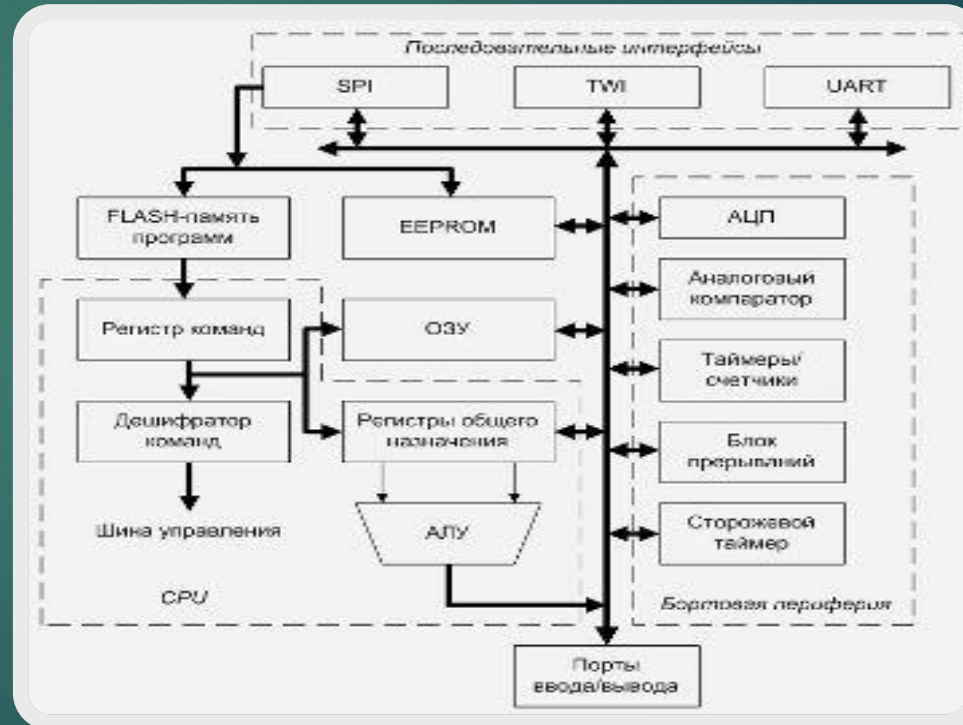 Последовательные интерфейсы
SPI
TWI
UART
FLASH-память
программ
EEPROM
АЦП
Аналоговый
компаратор
Регистр команд
ОЗУ
Таймеры/
счетчики
Дешифратор
команд
Регистры общего
назначения
Блок
прерываний
Шина управления
АЛУ
Сторожевой
таймер
CPU
Бортовая периферия
Порты
ввода/вывода